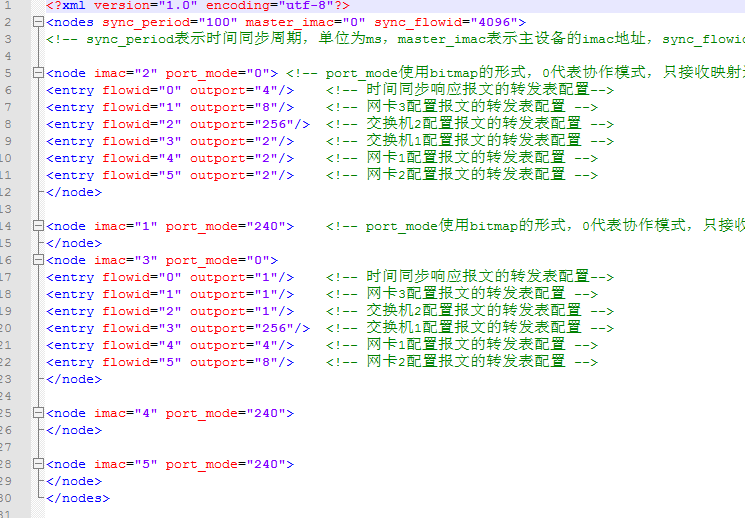 1 <?xml version="1.0" encoding="utf-8"?>
2 <nodes sync_period="100" master_imac="0" sync_flowid="4096">
3 <!-- sync_period表示时间同步周期，单位为ms，master_imac表示主设备的imac地址，sync_flowid
4
5 <node imac="2" port_mode="0"> <!-- port_mode使用bitmap的形式，0代表协作模式，只接收映射
6 <entry flowid="0" outport="4"/> <!-- 时间同步响应报文的转发表配置-->
7 <entry flowid="1" outport="8"/> <!-- 网卡3配置报文的转发表配置 -->
8 <entry flowid="2" outport="256"/> <!-- 交换机2配置报文的转发表配置 -->
9 <entry flowid="3" outport="2"/> <!-- 交换机1配置报文的转发表配置 -->
10 <entry flowid="4" outport="2"/> <!-- 网卡1配置报文的转发表配置 -->
11 <entry flowid="5" outport="2"/> <!-- 网卡2配置报文的转发表配置 -->
12 </node>
13
14 <node imac="1" port_mode="240"> <!-- port_mode使用bitmap的形式，0代表协作模式，只接收
15 </node>
16 <node imac="3" port_mode="0">
17 <entry flowid="0" outport="1"/> <!-- 时间同步响应报文的转发表配置-->
18 <entry flowid="1" outport="1"/> <!-- 网卡3配置报文的转发表配置 -->
19 <entry flowid="2" outport="1"/> <!-- 交换机2配置报文的转发表配置 -->
20 <entry flowid="3" outport="256"/> <!-- 交换机1配置报文的转发表配置 -->
21 <entry flowid="4" outport="4"/> <!-- 网卡1配置报文的转发表配置 -->
22 <entry flowid="5" outport="8"/> <!-- 网卡2配置报文的转发表配置 -->
23 </node>
24
25 <node imac="4" port_mode="240">
26 </node>
27
28 <node imac="5" port_mode="240">
29 </node>
30 </nodes>
31